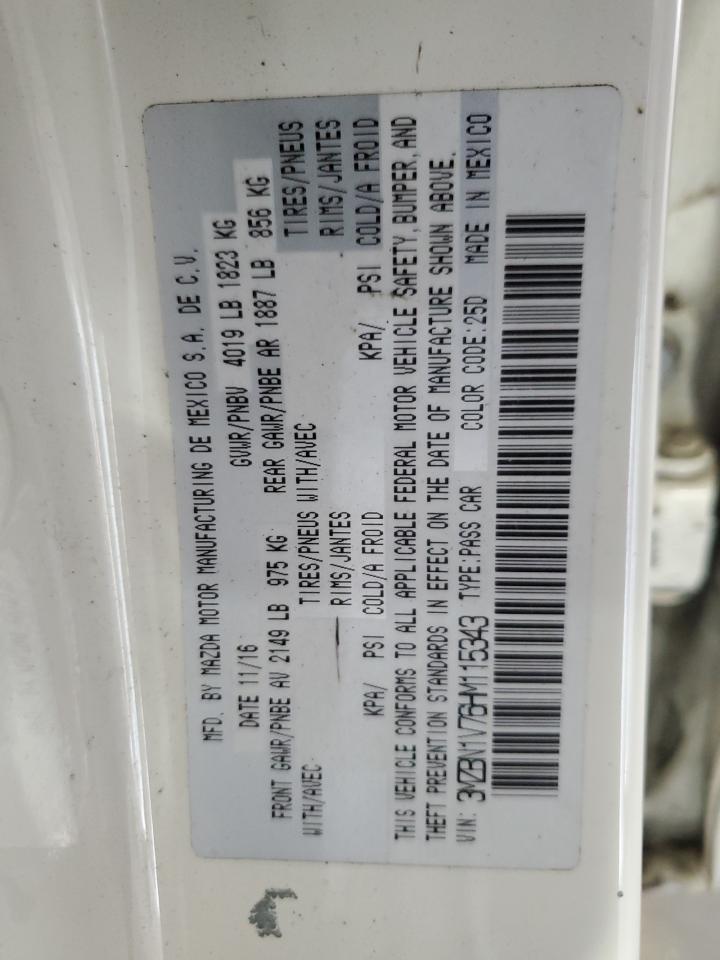 MFD. BY MAZDA MOTOR MANUFACTURING DE MEXICO S.A. DE C.V.
DATE 11/16 GVWR/PNBV 4019 LB 1823 KG
FRONT GAWR/PNBE AV 2149 LB 975 KG REAR GAWR/PNBE AR 1887 LB 856 KG
WITH/AVEC TIRES/PNEUS WITH/AVEC TIRES/PNEUS
RIMS/JANTES RIMS/JANTES
KPA/ PSI COLD/A FROID KPA/ PSI COLD/A FROID
THIS VEHICLE CONFORMS TO ALL APPLICABLE FEDERAL MOTOR VEHICLE SAFETY, BUMPER, AND
THEFT PREVENTION STANDARDS IN EFFECT ON THE DATE OF MANUFACTURE SHOWN ABOVE.
VIN: 3MZBN1V76HM115343 TYPE:PASS CAR COLOR CODE:25D MADE IN MEXICO